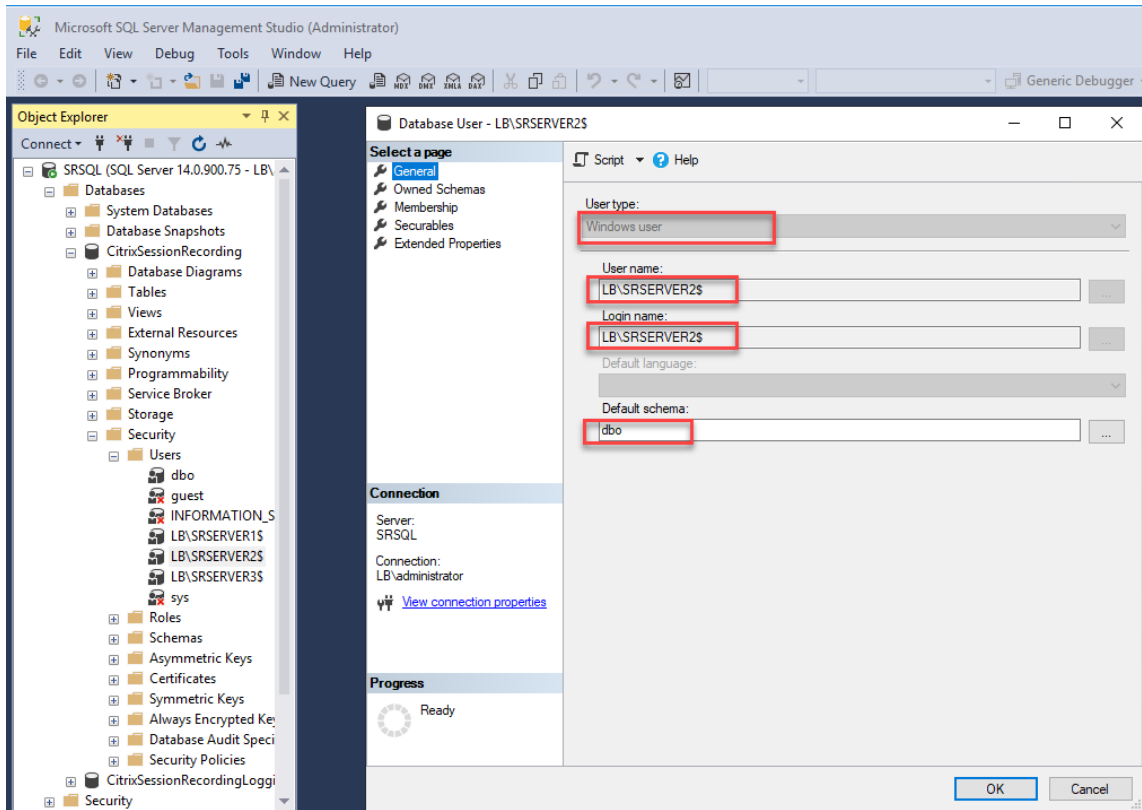 Microsoft SQL Server Management Studio (Administrator)
File Edit View Debug Tools Window Help
New Query MDX DMX XMLA DAX Generic Debugger
Object Explorer
Connect
SRSQL (SQL Server 14.0.900.75 - LB\
Databases
System Databases
Database Snapshots
CitrixSessionRecording
Database Diagrams
Tables
Views
External Resources
Synonyms
Programmability
Service Broker
Storage
Security
Users
dbo
guest
INFORMATION_S
LB\SRSERVER1$
LB\SRSERVER2$
LB\SRSERVER3$
sys
Roles
Schemas
Asymmetric Keys
Certificates
Symmetric Keys
Always Encrypted Key
Database Audit Speci
Security Policies
CitrixSessionRecordingLoggi
Security
Database User - LB\SRSERVER2$
Select a page
General
Owned Schemas
Membership
Securables
Extended Properties
Connection
Server:
SRSQL
Connection:
LB\administrator
View connection properties
Progress
Ready
Script Help
User type:
Windows user
User name:
LB\SRSERVER2$
...
Login name:
LB\SRSERVER2$
...
Default language:
Default schema:
dbo
...
OK Cancel